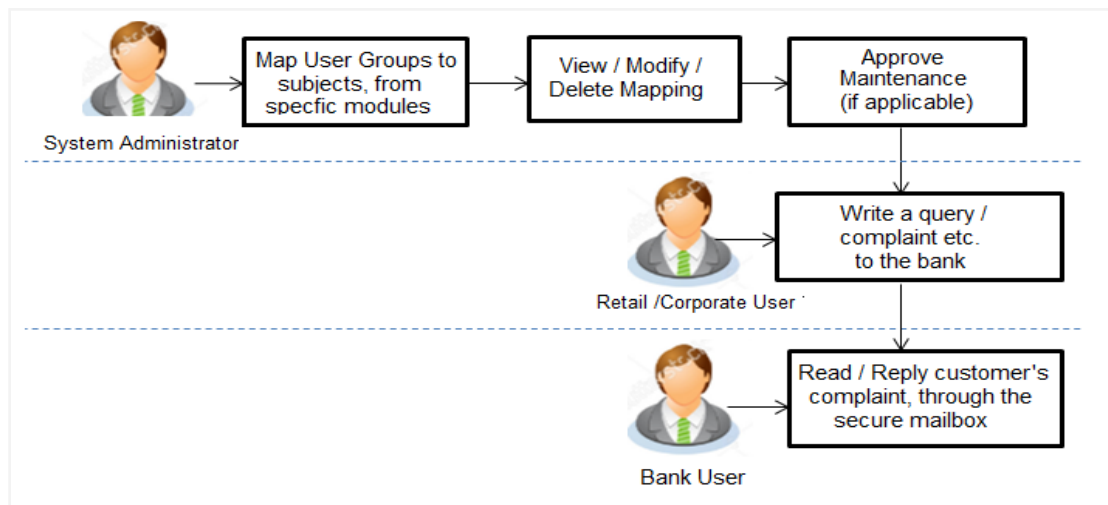 Map User Groups to
subjects, from
specfic modules
View / Modify /
Delete Mapping
Approve
Maintenance
(if applicable)
System Administrator
Write a query /
complaint etc.
to the bank
Retail /Corporate User
Read / Reply customer's
complaint, through the
secure mailbox
Bank User